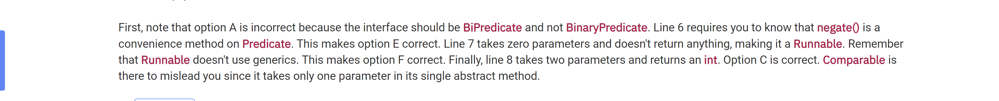 First, note that option A is incorrect because the interface should be BiPredicate and not BinaryPredicate. Line 6 requires you to know that negate() is a
convenience method on Predicate. This makes option E correct. Line 7 takes zero parameters and doesn't return anything, making it a Runnable. Remember
that Runnable doesn't use generics. This makes option F correct. Finally, line 8 takes two parameters and returns an int. Option C is correct. Comparable is
there to mislead you since it takes only one parameter in its single abstract method.